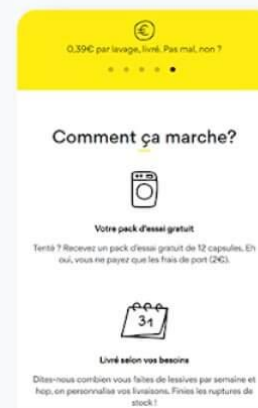 €
0,39€ par lavage, livré. Pas mal, non ?
Comment ça marche?
Votre pack d'essai gratuit
Tenté ? Recevez un pack d'essai gratuit de 12 capsules. Eh
oui, vous ne payez que les frais de port (2€).
31
Livré selon vos besoins
Dites-nous combien vous faites de lessives par semaine et
hop, on personnalise vos livraisons. Finies les ruptures de
stock !